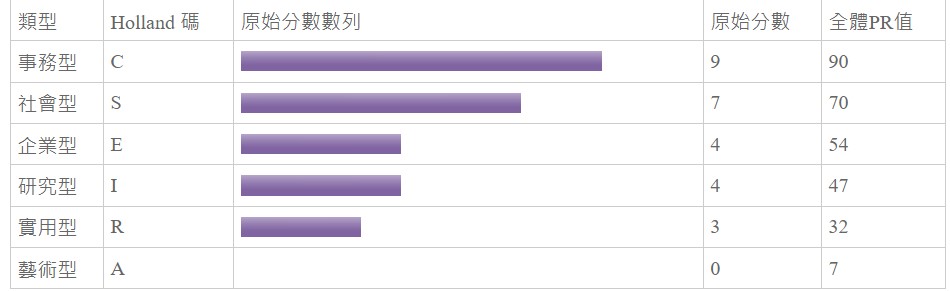 類型 Holland 碼 原始分數數列 原始分數 全體PR值
事務型 C 9 90
社會型 S 7 70
企業型 E 4 54
研究型 I 4 47
實用型 R 3 32
藝術型 A 0 7